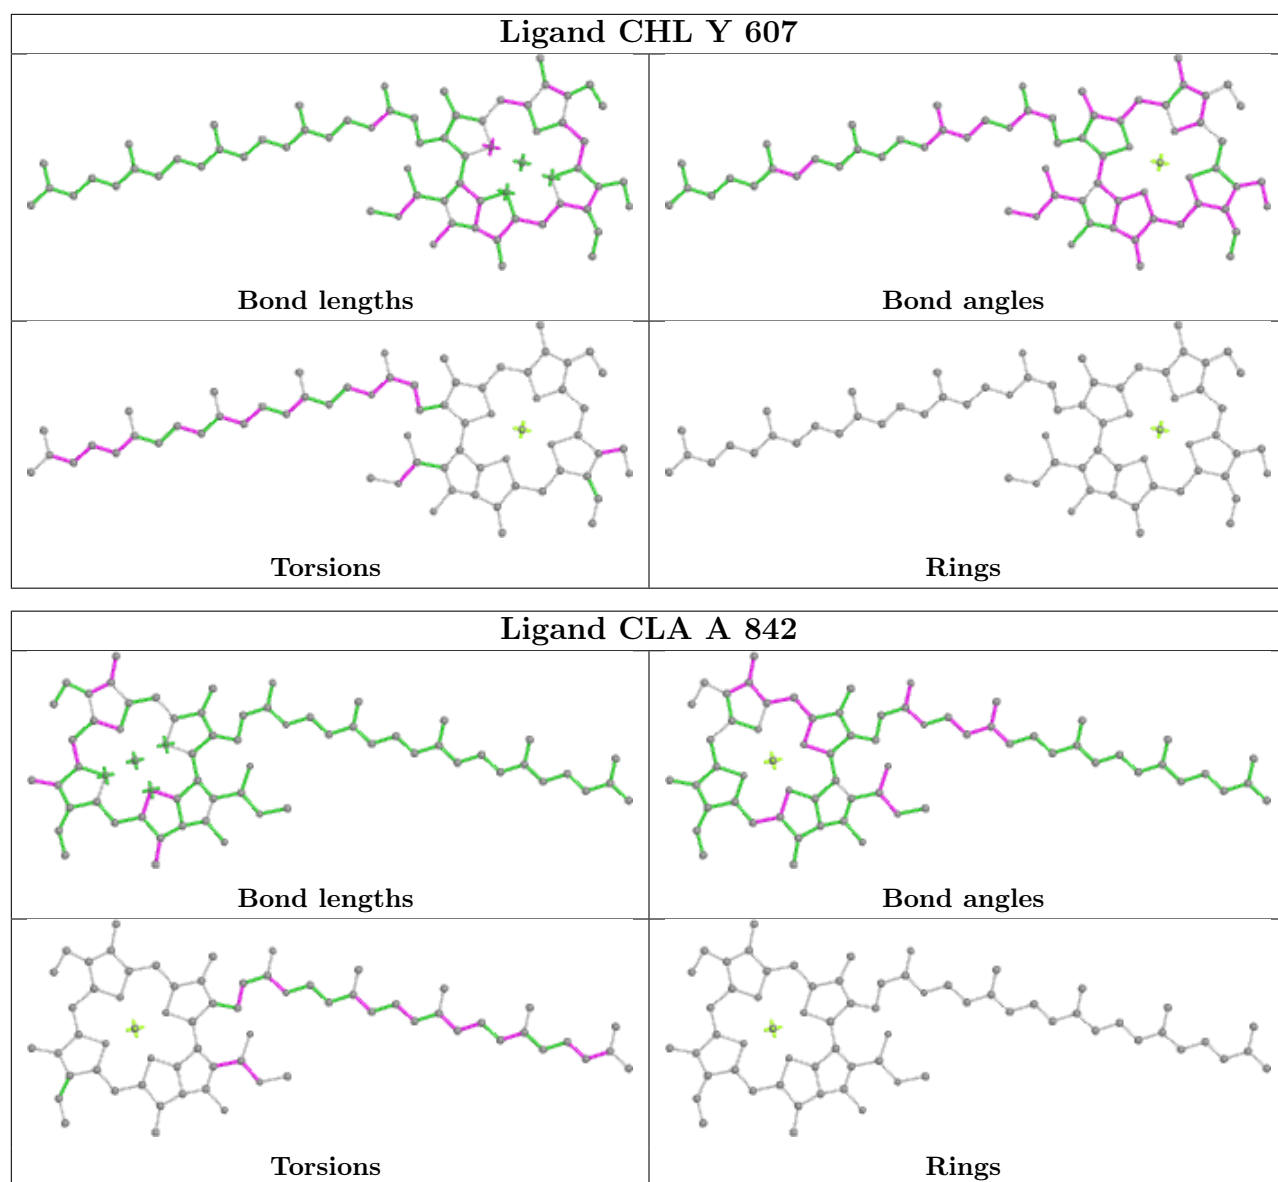 Ligand CHL Y 607
Bond lengths
Bond angles
Torsions
Rings
Ligand CLA A 842
Bond lengths
Bond angles
Torsions
Rings